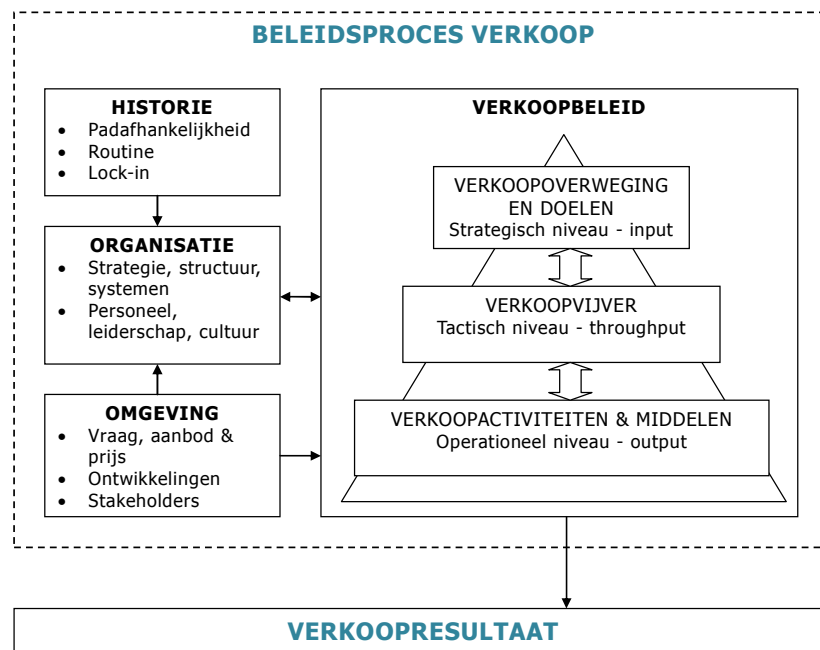 BELEIDSPROCES VERKOOP
HISTORIE
• Padafhankelijkheid
• Routine
• Lock-in
ORGANISATIE
• Strategie, structuur,
systemen
• Personeel,
leiderschap, cultuur
OMGEVING
• Vraag, aanbod &
prijs
• Ontwikkelingen
• Stakeholders
VERKOOPBELEID
VERKOOPOVERWEGING
EN DOELEN
Strategisch niveau - input
VERKOOPVIJVER
Tactisch niveau - throughput
VERKOOPACTIVITEITEN & MIDDELEN
Operationeel niveau - output
VERKOOPRESULTAAT